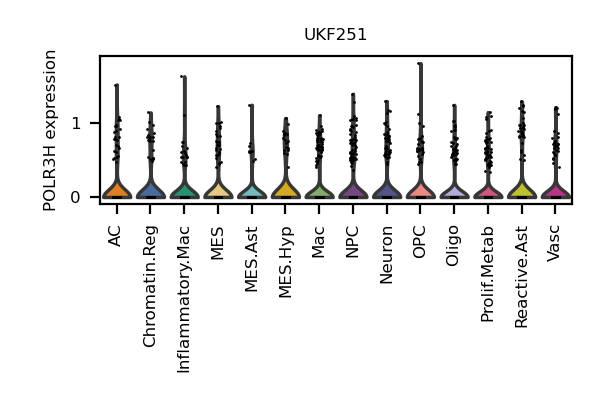 UKF251
POLR3H expression
1
0
AC
Chromatin.Reg
Inflammatory.Mac
MES
MES.Ast
MES.Hyp
Mac
NPC
Neuron
OPC
Oligo
Prolif.Metab
Reactive.Ast
Vasc